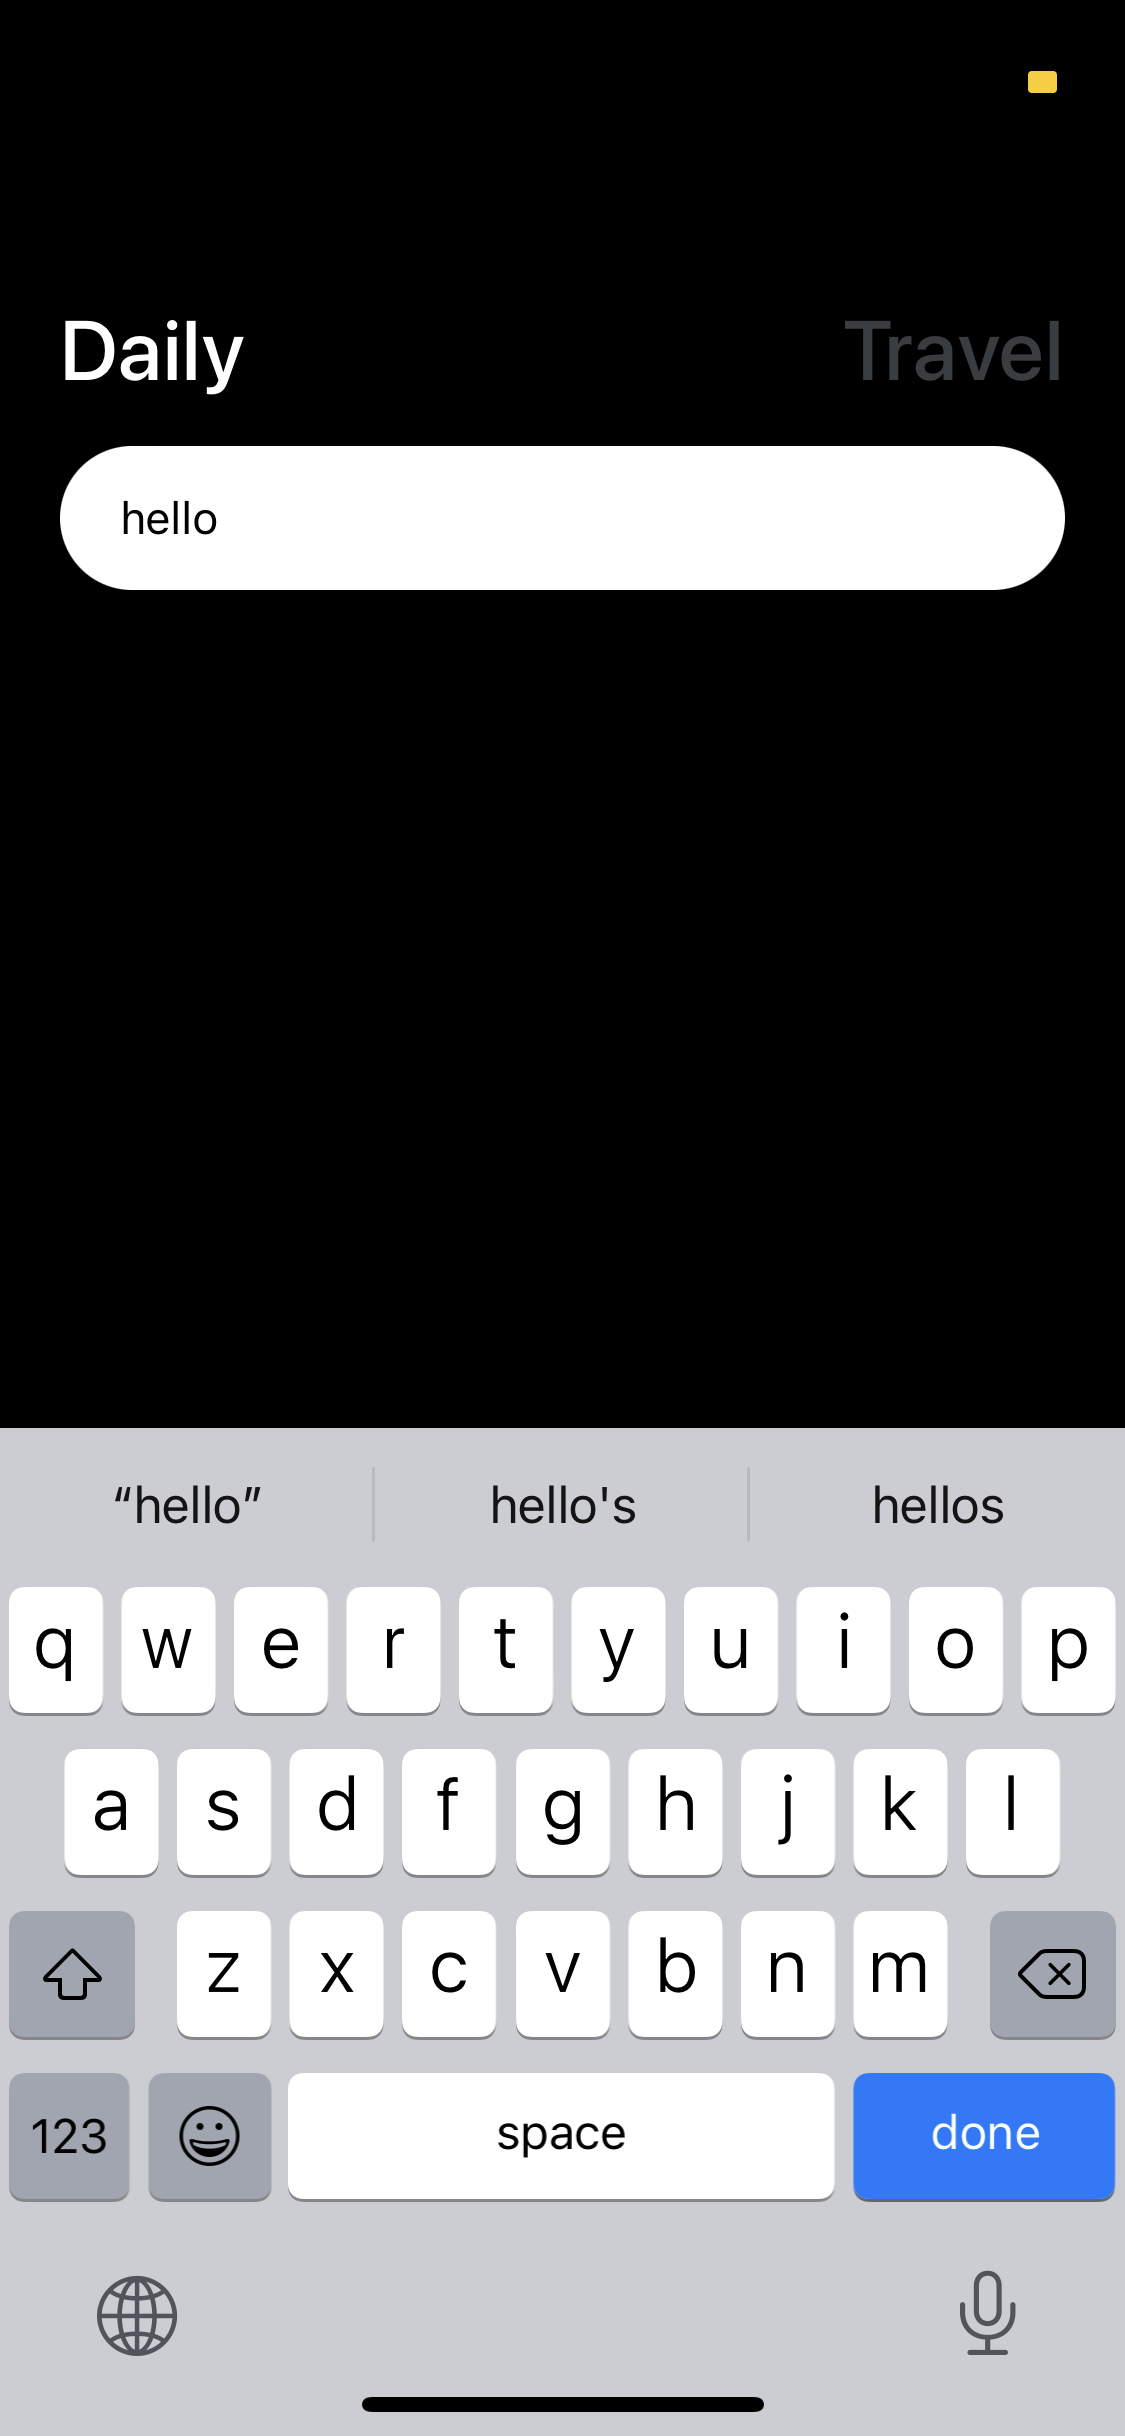 Daily Travel
hello
“hello” hello's hellos
q w e r t y u i o p
a s d f g h j k l
z x c v b n m
123 space done